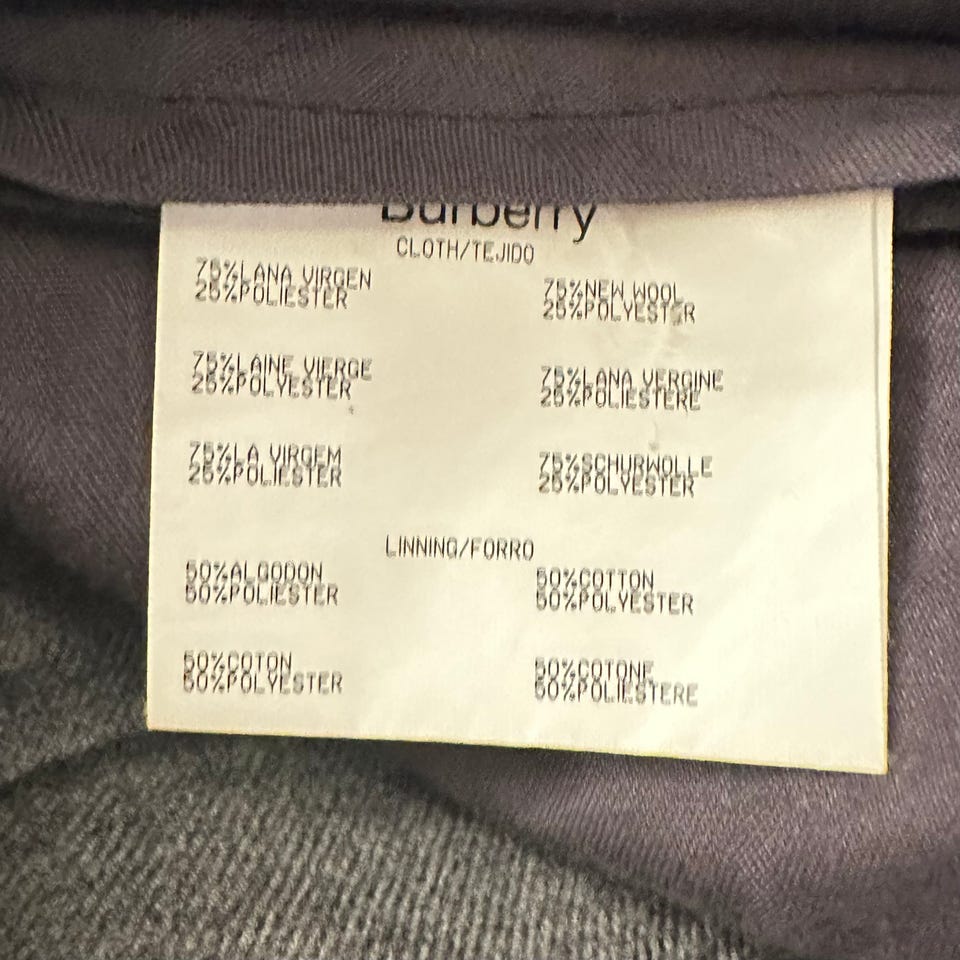 Burberry
CLOTH/TEJIDO
75%LANA VIRGEN
25%POLIESTER
75%NEW WOOL
25%POLYESTER
75%LAINE VIERGE
25%POLYESTER
75%LANA VERGINE
25%POLIESTERE
75%LA VIRGEM
25%POLIESTER
75%SCHURWOLLE
25%POLYESTER
LINNING/FORRO
50%ALGODON
50%POLIESTER
50%COTTON
50%POLYESTER
50%COTON
50%POLYESTER
50%COTONE
50%POLIESTERE